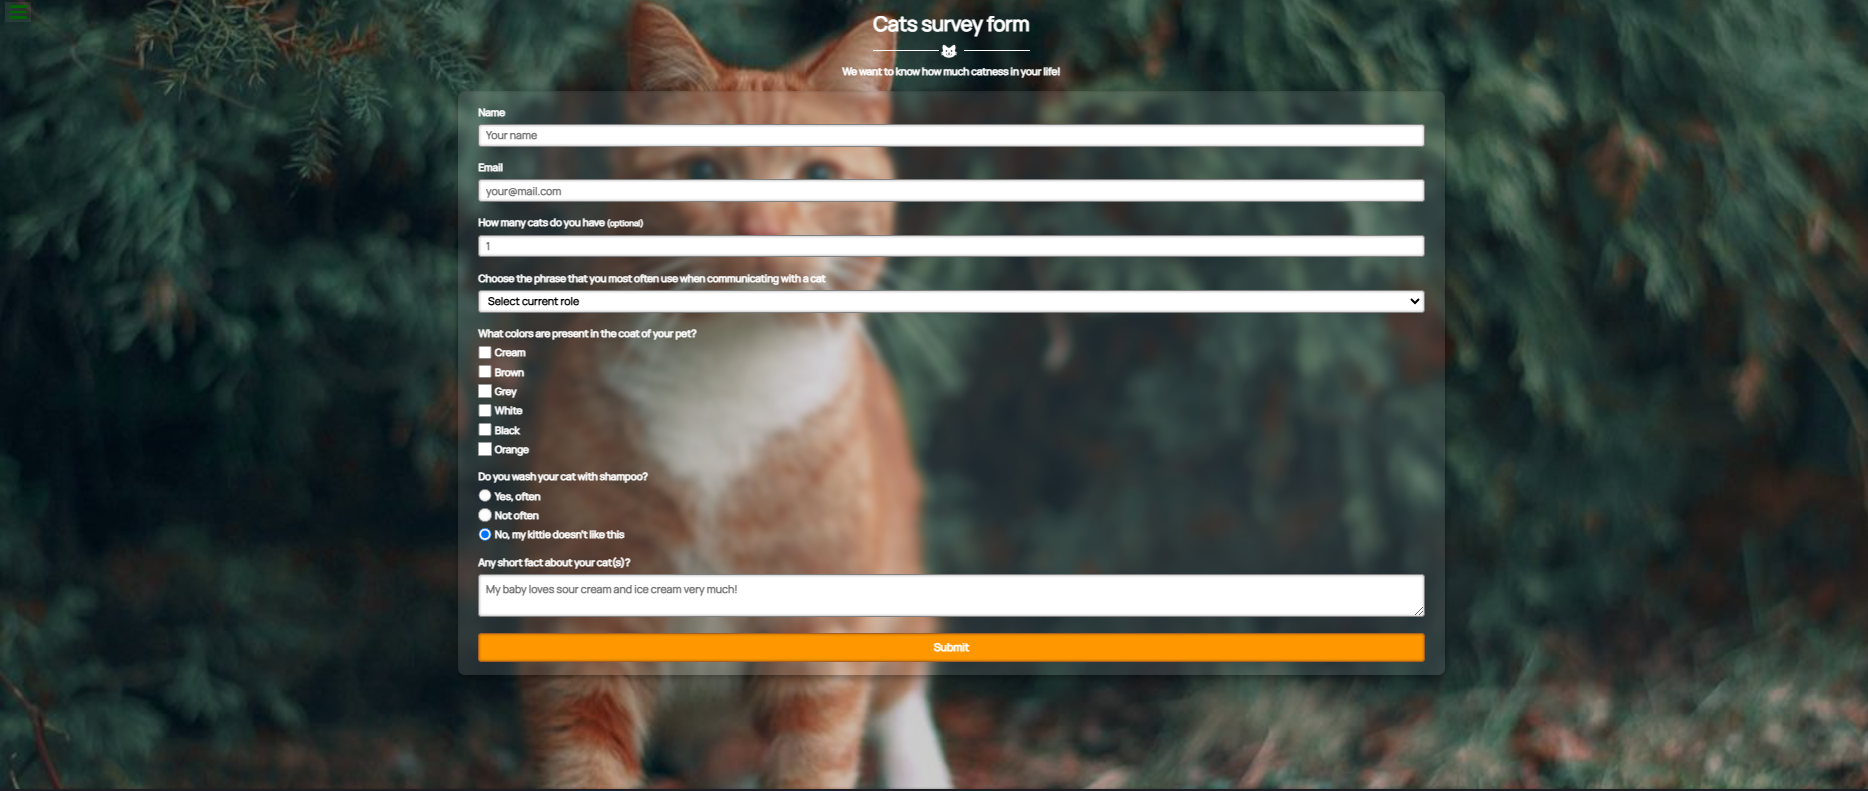 Cats survey form
We want to know how much catness in your life!
Name
Your name
Email
your@mail.com
How many cats do you have (optional)
1
Choose the phrase that you most often use when communicating with a cat
Select current role
What colors are present in the coat of your pet?
Cream
Brown
Grey
White
Black
Orange
Do you wash your cat with shampoo?
Yes, often
Not often
No, my kittie doesn't like this
Any short fact about your cat(s)?
My baby loves sour cream and ice cream very much!
Submit